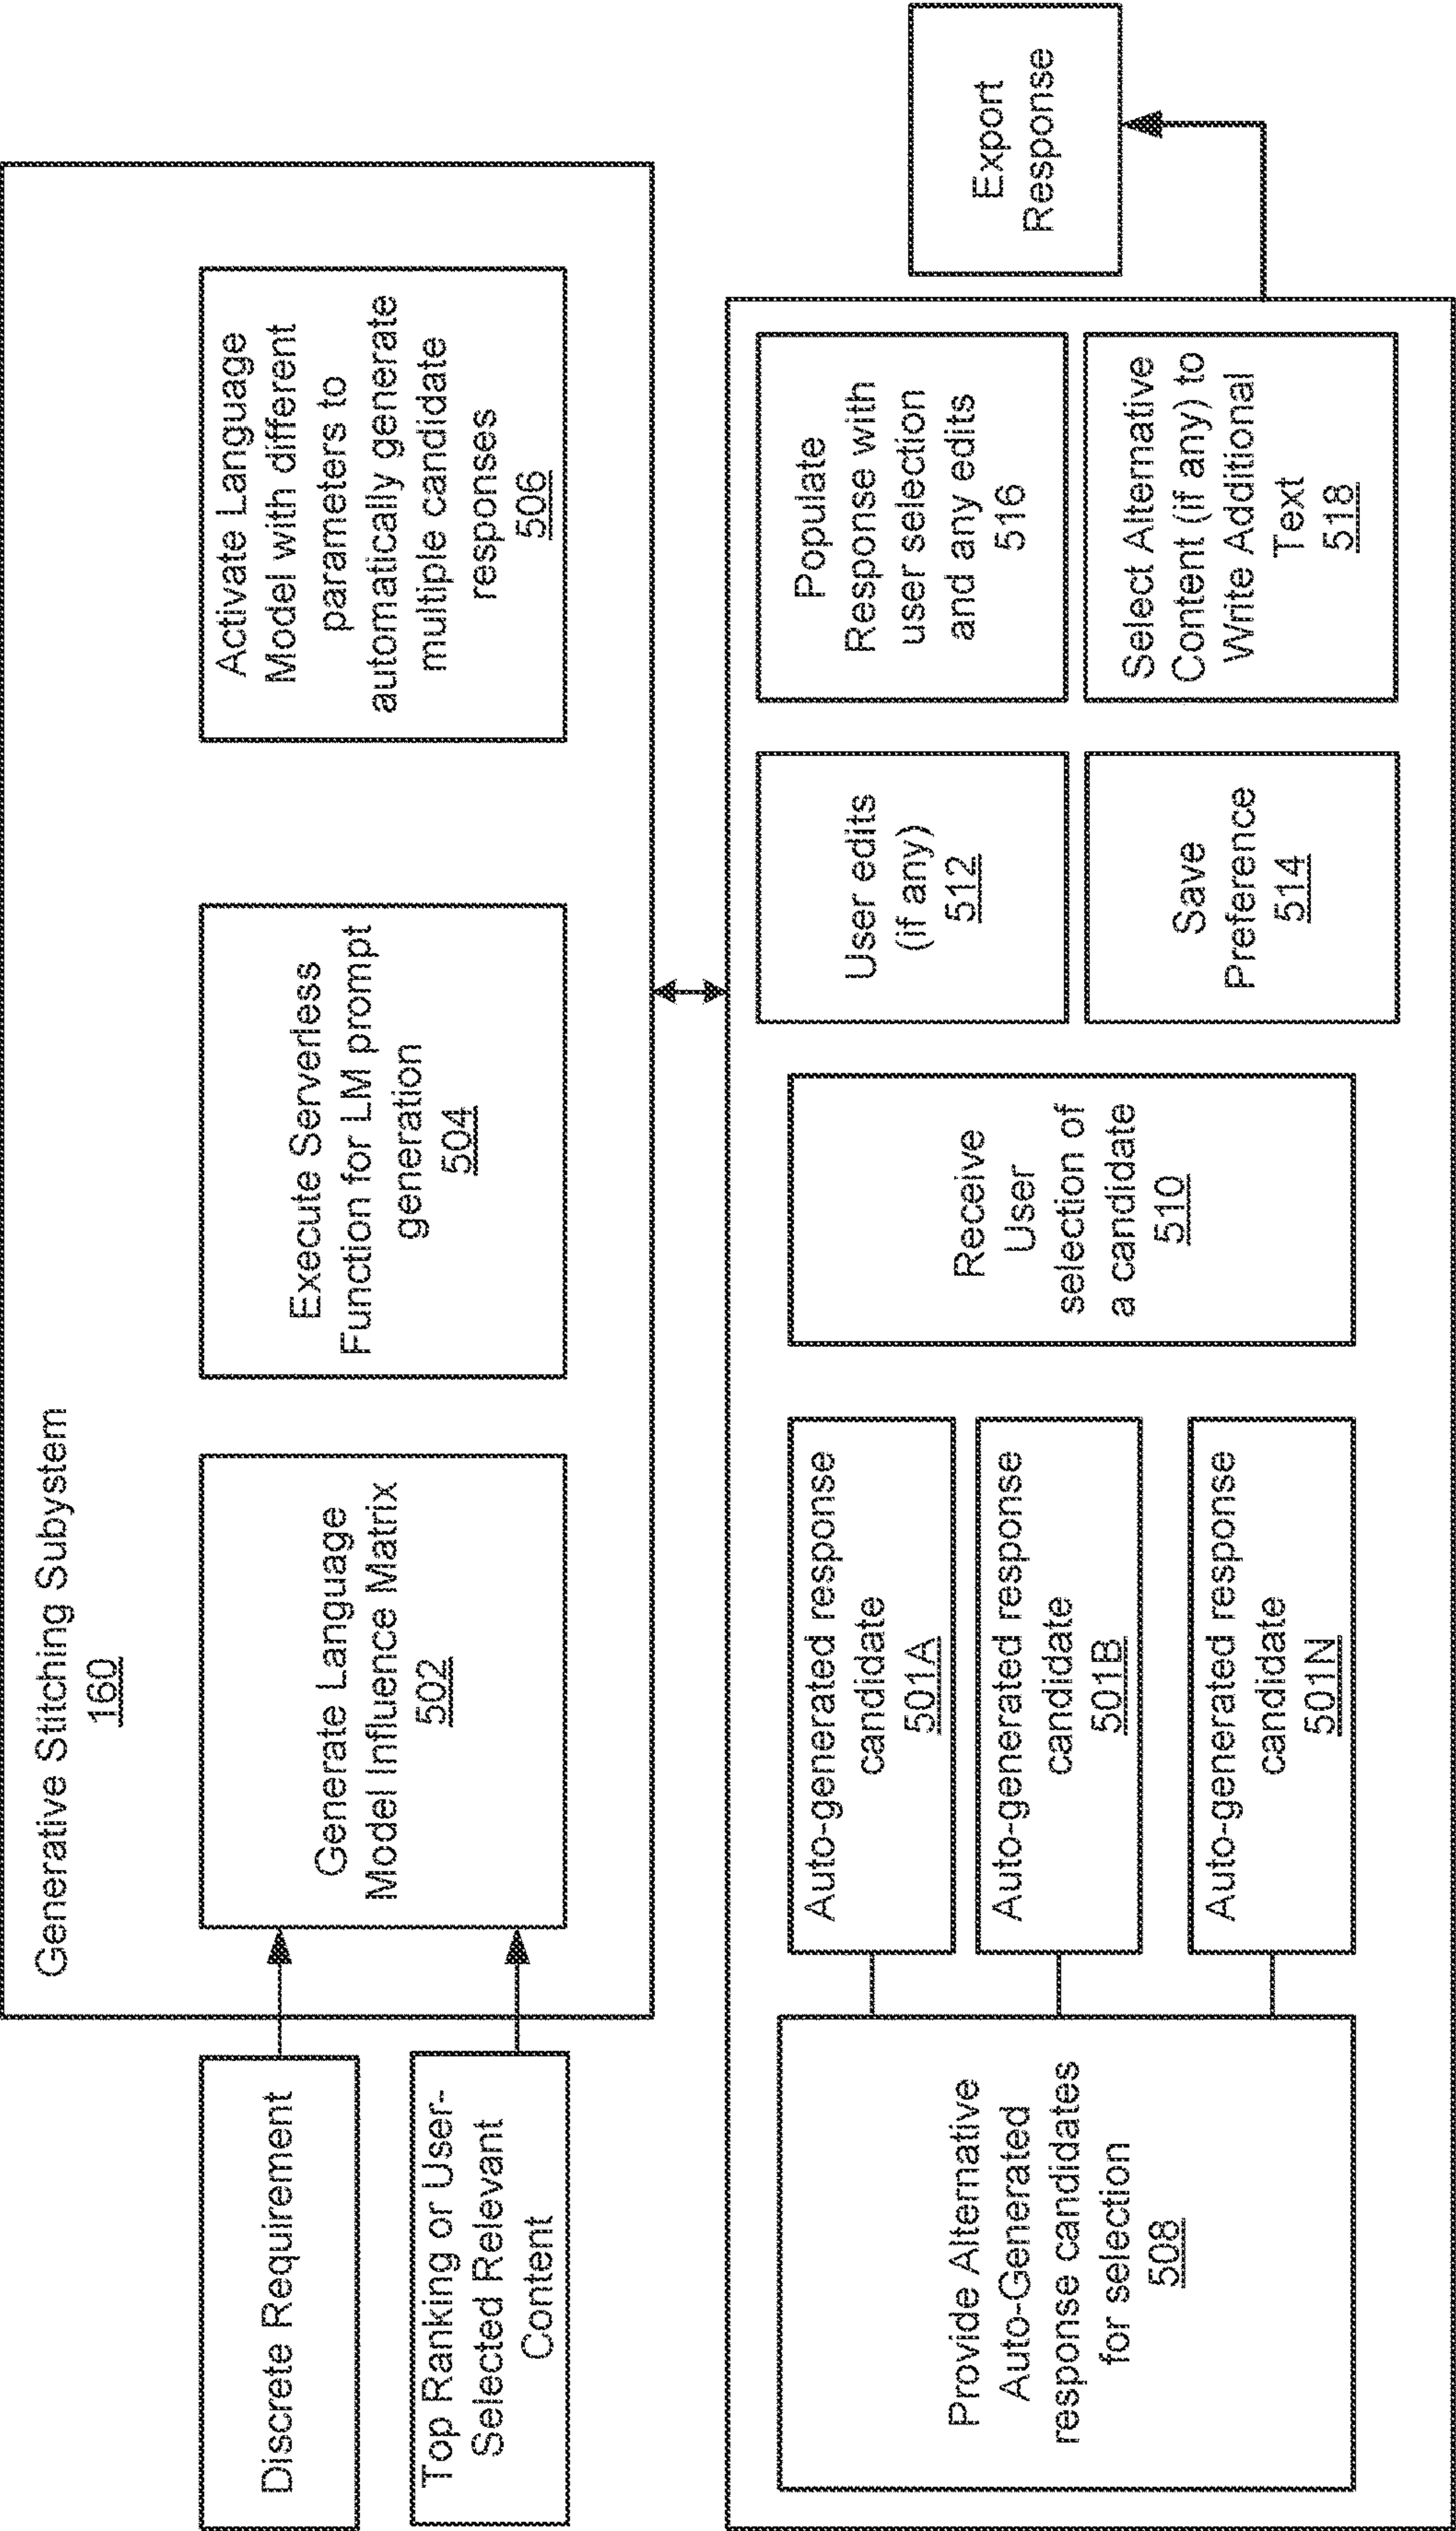 Generative Stitching Subystem
160
Discrete Requirement
Top Ranking or User-
Selected Relevant
Content
Generate Language
Model Influence Matrix
502
Execute Serverless
Function for LM prompt
generation
504
Activate Language
Model with different
parameters to
automatically generate
multiple candidate
responses
506
Provide Alternative
Auto-Generated
response candidates
for selection
508
Auto-generated response
candidate
501A
Auto-generated response
candidate
501B
Auto-generated response
candidate
501N
Receive
User
selection of
a candidate
510
User edits
(if any)
512
Save
Preference
514
Populate
Response with
user selection
and any edits
516
Select Alternative
Content (if any) to
Write Additional
Text
518
Export
Response